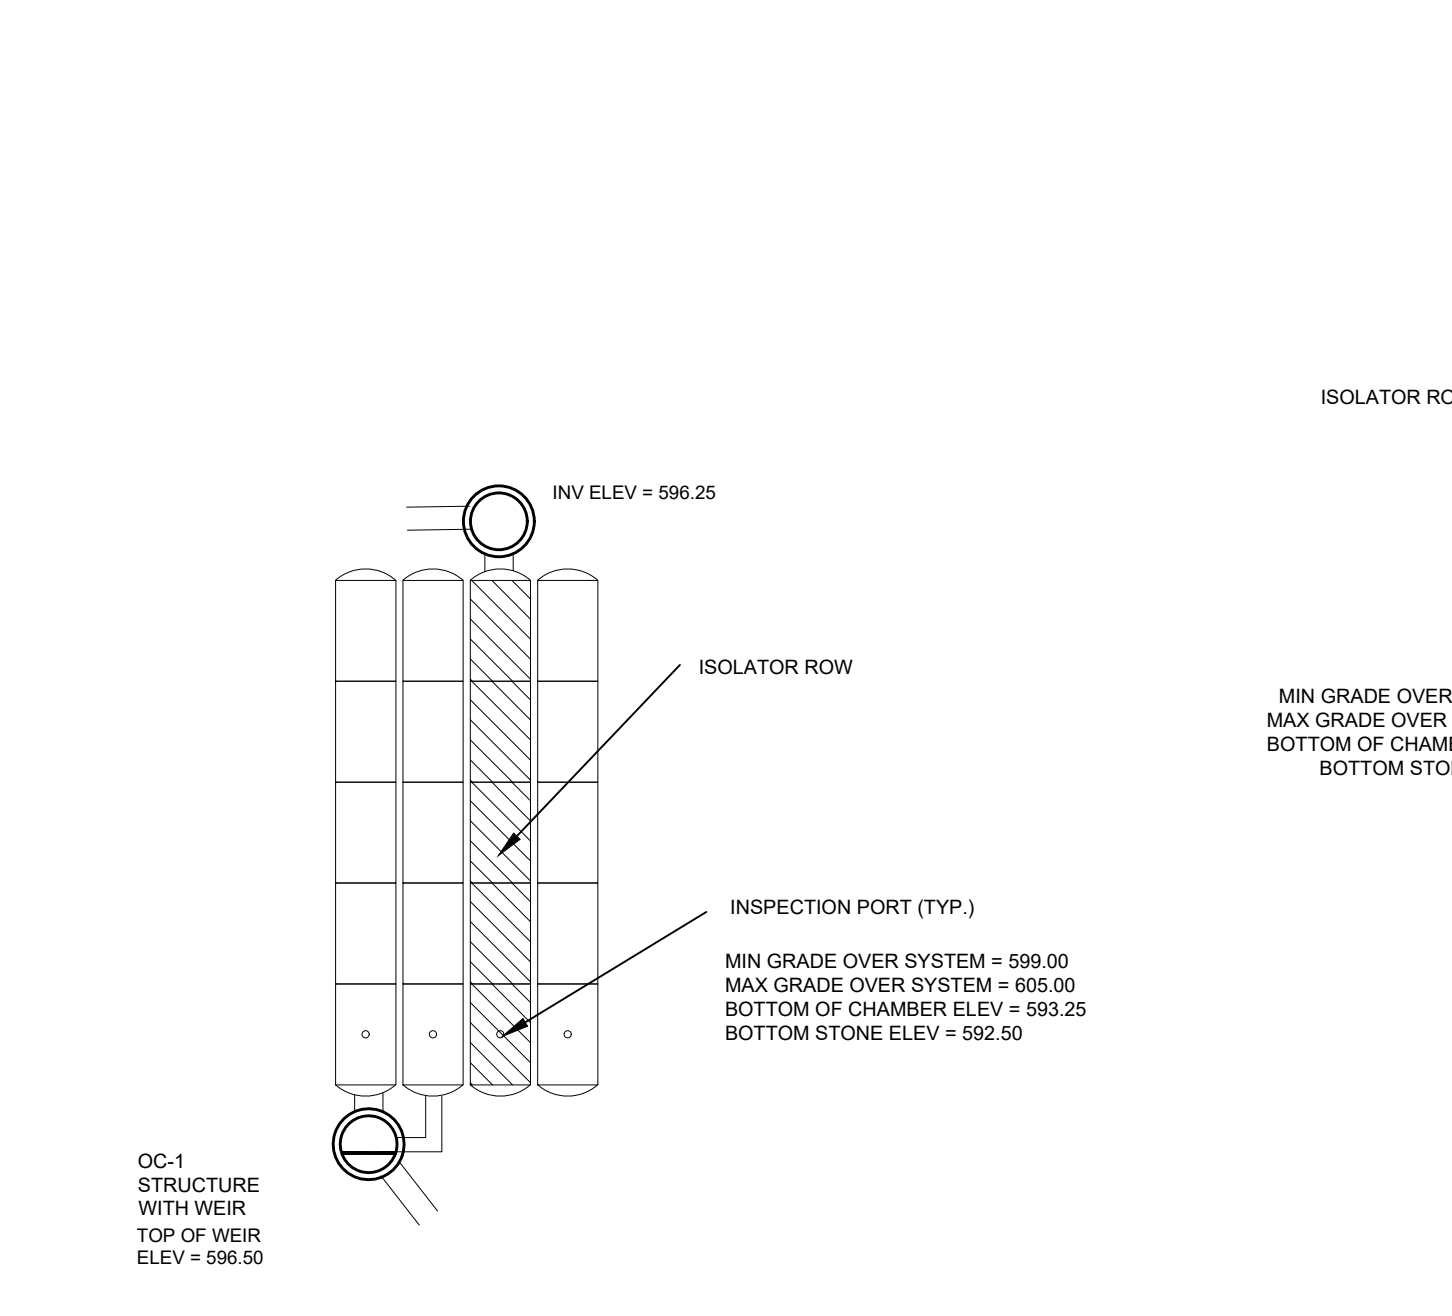 ISOLATOR RO
INV ELEV = 596.25
ISOLATOR ROW
MIN GRADE OVER
MAX GRADE OVER
BOTTOM OF CHAMB
BOTTOM STO
INSPECTION PORT (TYP.)
MIN GRADE OVER SYSTEM = 599.00
MAX GRADE OVER SYSTEM = 605.00
BOTTOM OF CHAMBER ELEV = 593.25
BOTTOM STONE ELEV = 592.50
OC-1
STRUCTURE
WITH WEIR
TOP OF WEIR
ELEV = 596.50